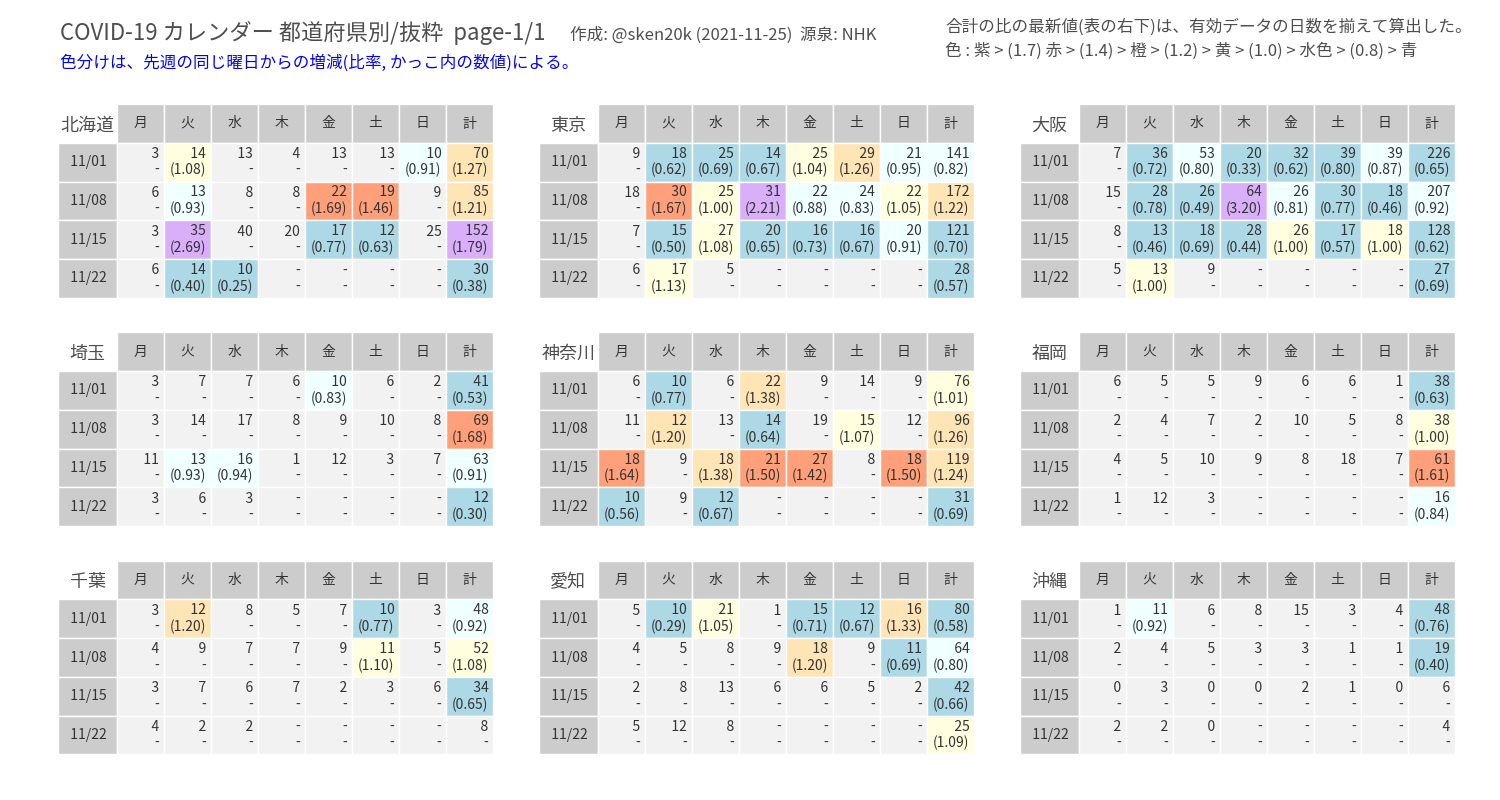 COVID-19 カレンダー 都道府県別/抜粋 page-1/1 作成: @sken20k (2021-11-25) 源泉: NHK
色分けは、先週の同じ曜日からの増減(比率, かっこ内の数値)による。
合計の比の最新値(表の右下)は、有効データの日数を揃えて算出した。
色 : 紫 > (1.7) 赤 > (1.4) > 橙 > (1.2) > 黄 > (1.0) > 水色 > (0.8) > 青
北海道 月 火 水 木 金 土 日 計
11/01 3 14 13 4 13 13 10 70
- (1.08) - - - - (0.91) (1.27)
11/08 6 13 8 8 22 19 9 85
- (0.93) - - (1.69) (1.46) - (1.21)
11/15 3 35 40 20 17 12 25 152
- (2.69) - - (0.77) (0.63) - (1.79)
11/22 6 14 10 - - - - 30
- (0.40) (0.25) - - - - (0.38)
東京 月 火 水 木 金 土 日 計
11/01 9 18 25 14 25 29 21 141
- (0.62) (0.69) (0.67) (1.04) (1.26) (0.95) (0.82)
11/08 18 30 25 31 22 24 22 172
- (1.67) (1.00) (2.21) (0.88) (0.83) (1.05) (1.22)
11/15 7 15 27 20 16 16 20 121
- (0.50) (1.08) (0.65) (0.73) (0.67) (0.91) (0.70)
11/22 6 17 5 - - - - 28
- (1.13) - - - - - (0.57)
大阪 月 火 水 木 金 土 日 計
11/01 7 36 53 20 32 39 39 226
- (0.72) (0.80) (0.33) (0.62) (0.80) (0.87) (0.65)
11/08 15 28 26 64 26 30 18 207
- (0.78) (0.49) (3.20) (0.81) (0.77) (0.46) (0.92)
11/15 8 13 18 28 26 17 18 128
- (0.46) (0.69) (0.44) (1.00) (0.57) (1.00) (0.62)
11/22 5 13 9 - - - - 27
- (1.00) - - - - - (0.69)
埼玉 月 火 水 木 金 土 日 計
11/01 3 7 7 6 10 6 2 41
- - - - (0.83) - - (0.53)
11/08 3 14 17 8 9 10 8 69
- - - - - - - (1.68)
11/15 11 13 16 1 12 3 7 63
- (0.93) (0.94) - - - - (0.91)
11/22 3 6 3 - - - - 12
- - - - - - - (0.30)
神奈川 月 火 水 木 金 土 日 計
11/01 6 10 6 22 9 14 9 76
- (0.77) - (1.38) - - - (1.01)
11/08 11 12 13 14 19 15 12 96
- (1.20) - (0.64) - (1.07) - (1.26)
11/15 18 9 18 21 27 8 18 119
(1.64) - (1.38) (1.50) (1.42) - (1.50) (1.24)
11/22 10 9 12 - - - - 31
(0.56) - (0.67) - - - - (0.69)
福岡 月 火 水 木 金 土 日 計
11/01 6 5 5 9 6 6 1 38
- - - - - - - (0.63)
11/08 2 4 7 2 10 5 8 38
- - - - - - - (1.00)
11/15 4 5 10 9 8 18 7 61
- - - - - - - (1.61)
11/22 1 12 3 - - - - 16
- - - - - - - (0.84)
千葉 月 火 水 木 金 土 日 計
11/01 3 12 8 5 7 10 3 48
- (1.20) - - - (0.77) - (0.92)
11/08 4 9 7 7 9 11 5 52
- - - - - (1.10) - (1.08)
11/15 3 7 6 7 2 3 6 34
- - - - - - - (0.65)
11/22 4 2 2 - - - - 8
- - - - - - - -
愛知 月 火 水 木 金 土 日 計
11/01 5 10 21 1 15 12 16 80
- (0.29) (1.05) - (0.71) (0.67) (1.33) (0.58)
11/08 4 5 8 9 18 9 11 64
- - - - (1.20) - (0.69) (0.80)
11/15 2 8 13 6 6 5 2 42
- - - - - - - (0.66)
11/22 5 12 8 - - - - 25
- - - - - - - (1.09)
沖縄 月 火 水 木 金 土 日 計
11/01 1 11 6 8 15 3 4 48
- (0.92) - - - - - (0.76)
11/08 2 4 5 3 3 1 1 19
- - - - - - - (0.40)
11/15 0 3 0 0 2 1 0 6
- - - - - - - -
11/22 2 2 0 - - - - 4
- - - - - - - -